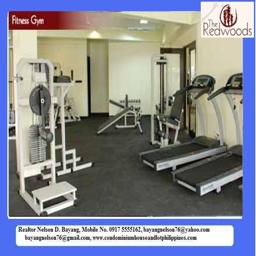 Fitness Gym
The
Redwoods
Realtor Nelson D. Bayang, Mobile No. 0917 5555162, bayangnelson76@yahoo.com
bayangnelson76@gmail.com, www.condominiumhouseandlotphilippines.com